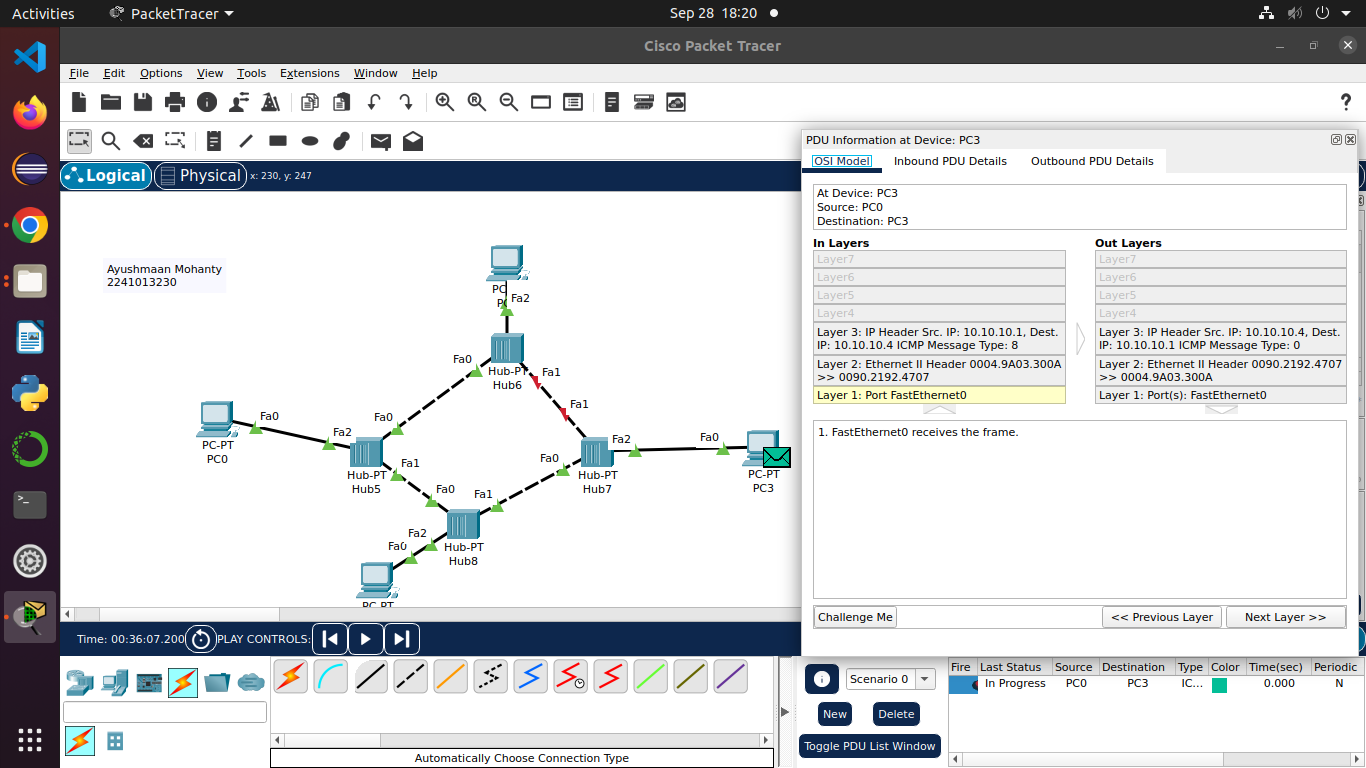 Activities
PacketTracer
Sep 28 18:20
Cisco Packet Tracer
File Edit Options View Tools Extensions Window Help
Logical
Physical
x: 230, y: 247
Ayushmaan Mohanty
2241013230
PC
Fa2
Hub-PT
Hub6
Fa0
Fa1
Fa1
Fa0
PC-PT
PC0
Fa0
Fa2
Hub-PT
Hub5
Fa1
Fa0
Fa2
Hub-PT
Hub7
Fa0
Fa0
PC-PT
PC3
Fa1
Fa2
Hub-PT
Hub8
Fa0
PC-PT
PDU Information at Device: PC3
OSI Model
Inbound PDU Details
Outbound PDU Details
At Device: PC3
Source: PC0
Destination: PC3
In Layers
Layer7
Layer6
Layer5
Layer4
Layer 3: IP Header Src. IP: 10.10.10.1, Dest.
IP: 10.10.10.4 ICMP Message Type: 8
Layer 2: Ethernet II Header 0004.9A03.300A
>> 0090.2192.4707
Layer 1: Port FastEthernet0
Out Layers
Layer7
Layer6
Layer5
Layer4
Layer 3: IP Header Src. IP: 10.10.10.4, Dest.
IP: 10.10.10.1 ICMP Message Type: 0
Layer 2: Ethernet II Header 0090.2192.4707
>> 0004.9A03.300A
Layer 1: Port(s): FastEthernet0
1. FastEthernet0 receives the frame.
Challenge Me
<< Previous Layer
Next Layer >>
Time: 00:36:07.200
PLAY CONTROLS:
Automatically Choose Connection Type
Scenario 0
New
Delete
Toggle PDU List Window
Fire Last Status Source Destination Type Color Time(sec) Periodic
In Progress PC0 PC3 IC... 0.000 N